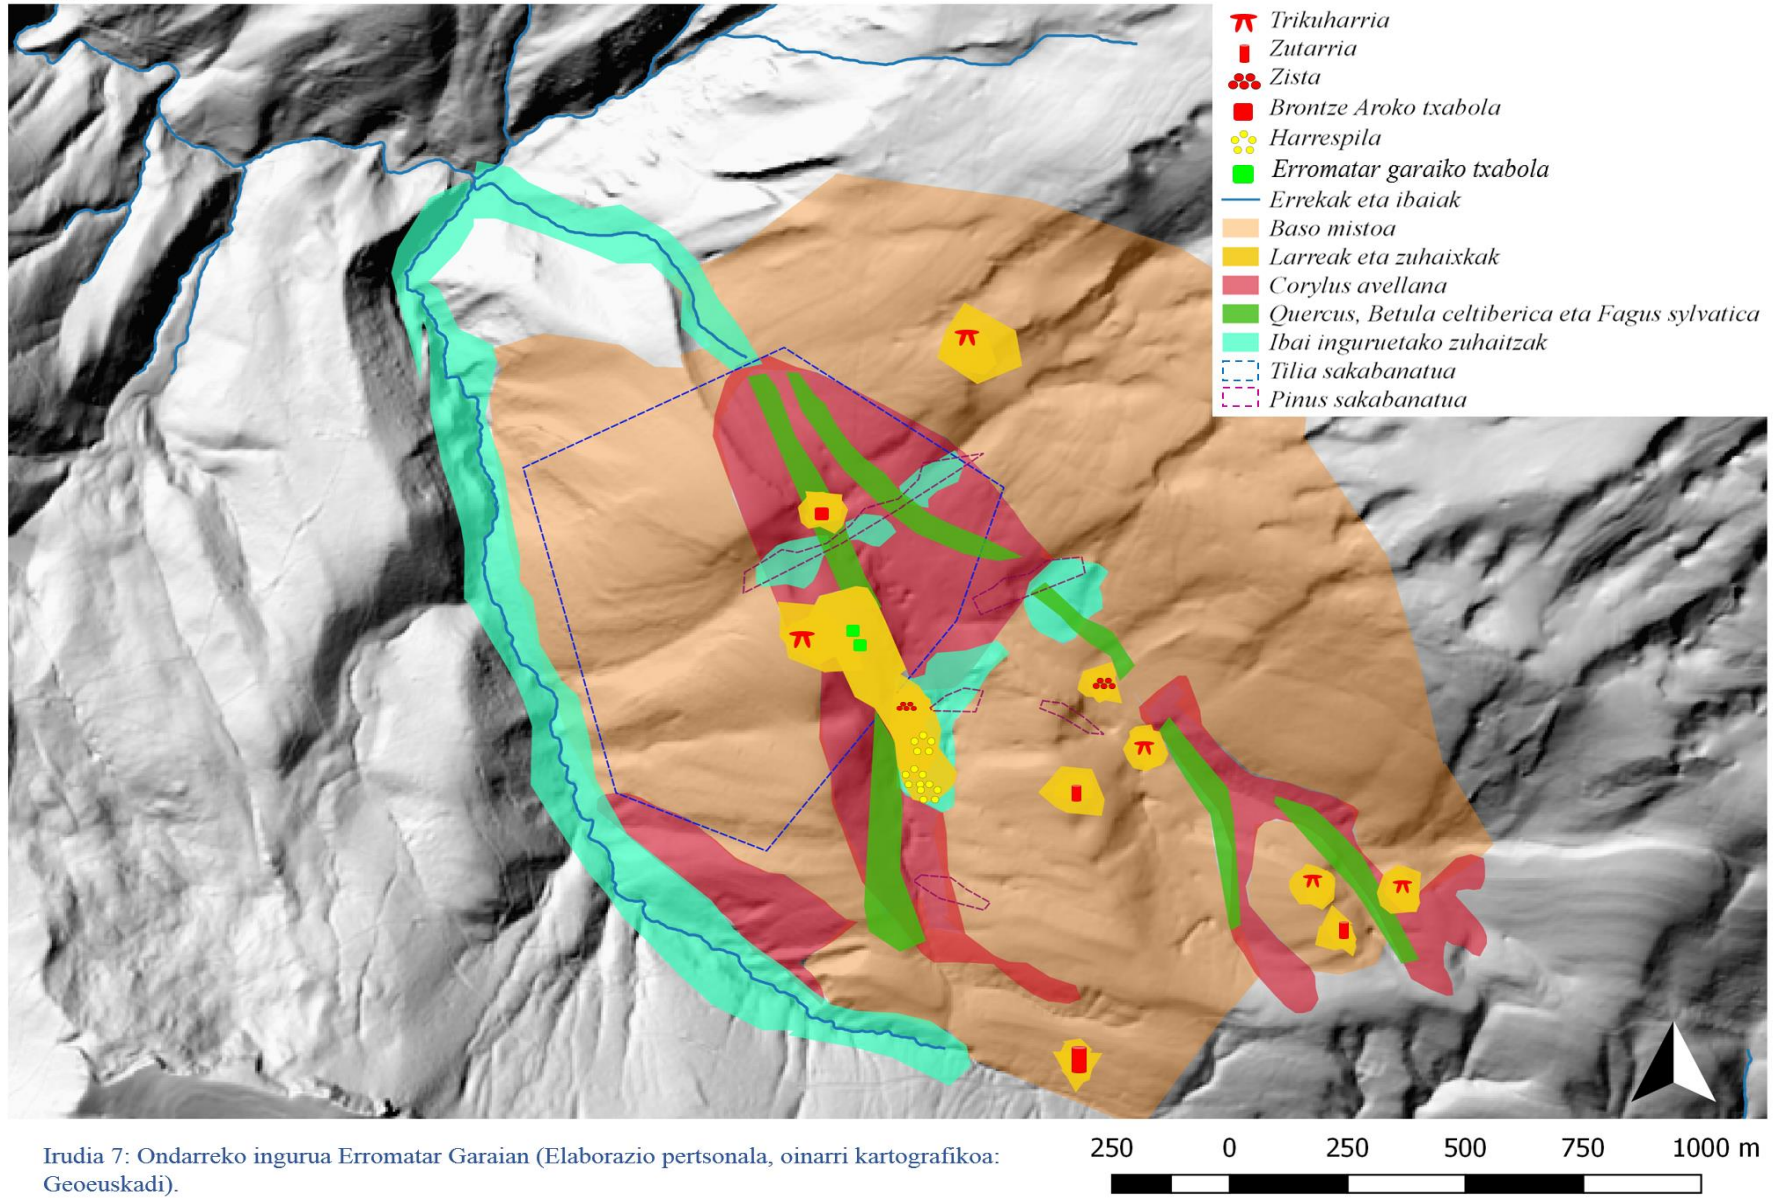 Trikuharria
Zutarria
Zista
Brontze Aroko txabola
Harrespila
Erromatar garaiko txabola
Errekak eta ibaiak
Baso mistoa
Larreak eta zuhaixkak
Corylus avellana
Quercus, Betula celtiberica eta Fagus sylvatica
Ibai inguruetako zuhaitzak
Tilia sakabanatua
Pinus sakabanatua
250 0 250 500 750 1000 m
Irudia 7: Ondarreko ingurua Erromatar Garaian (Elaborazio pertsonala, oinarri kartografikoa:
Geoeuskadi).